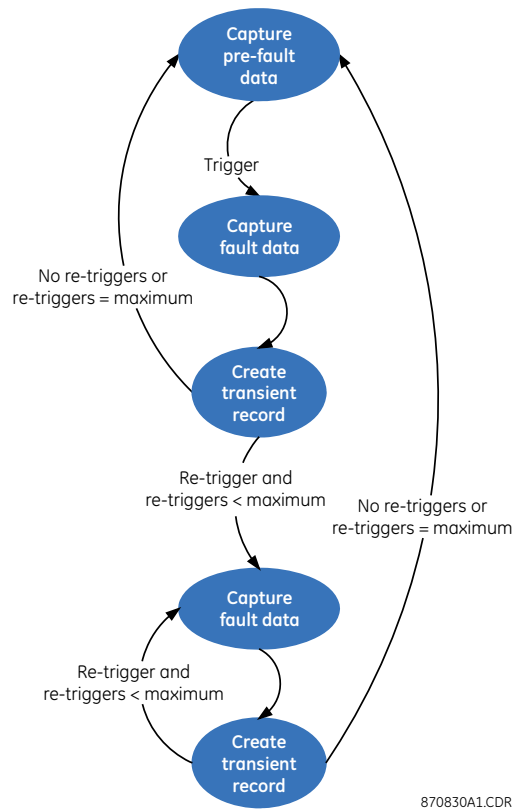 Capture
pre-fault
data
Trigger
Capture
fault data
No re-triggers or
re-triggers = maximum
Create
transient
record
Re-trigger and
re-triggers < maximum
No re-triggers or
re-triggers = maximum
Capture
fault data
Re-trigger and
re-triggers < maximum
Create
transient
record
870830A1.CDR